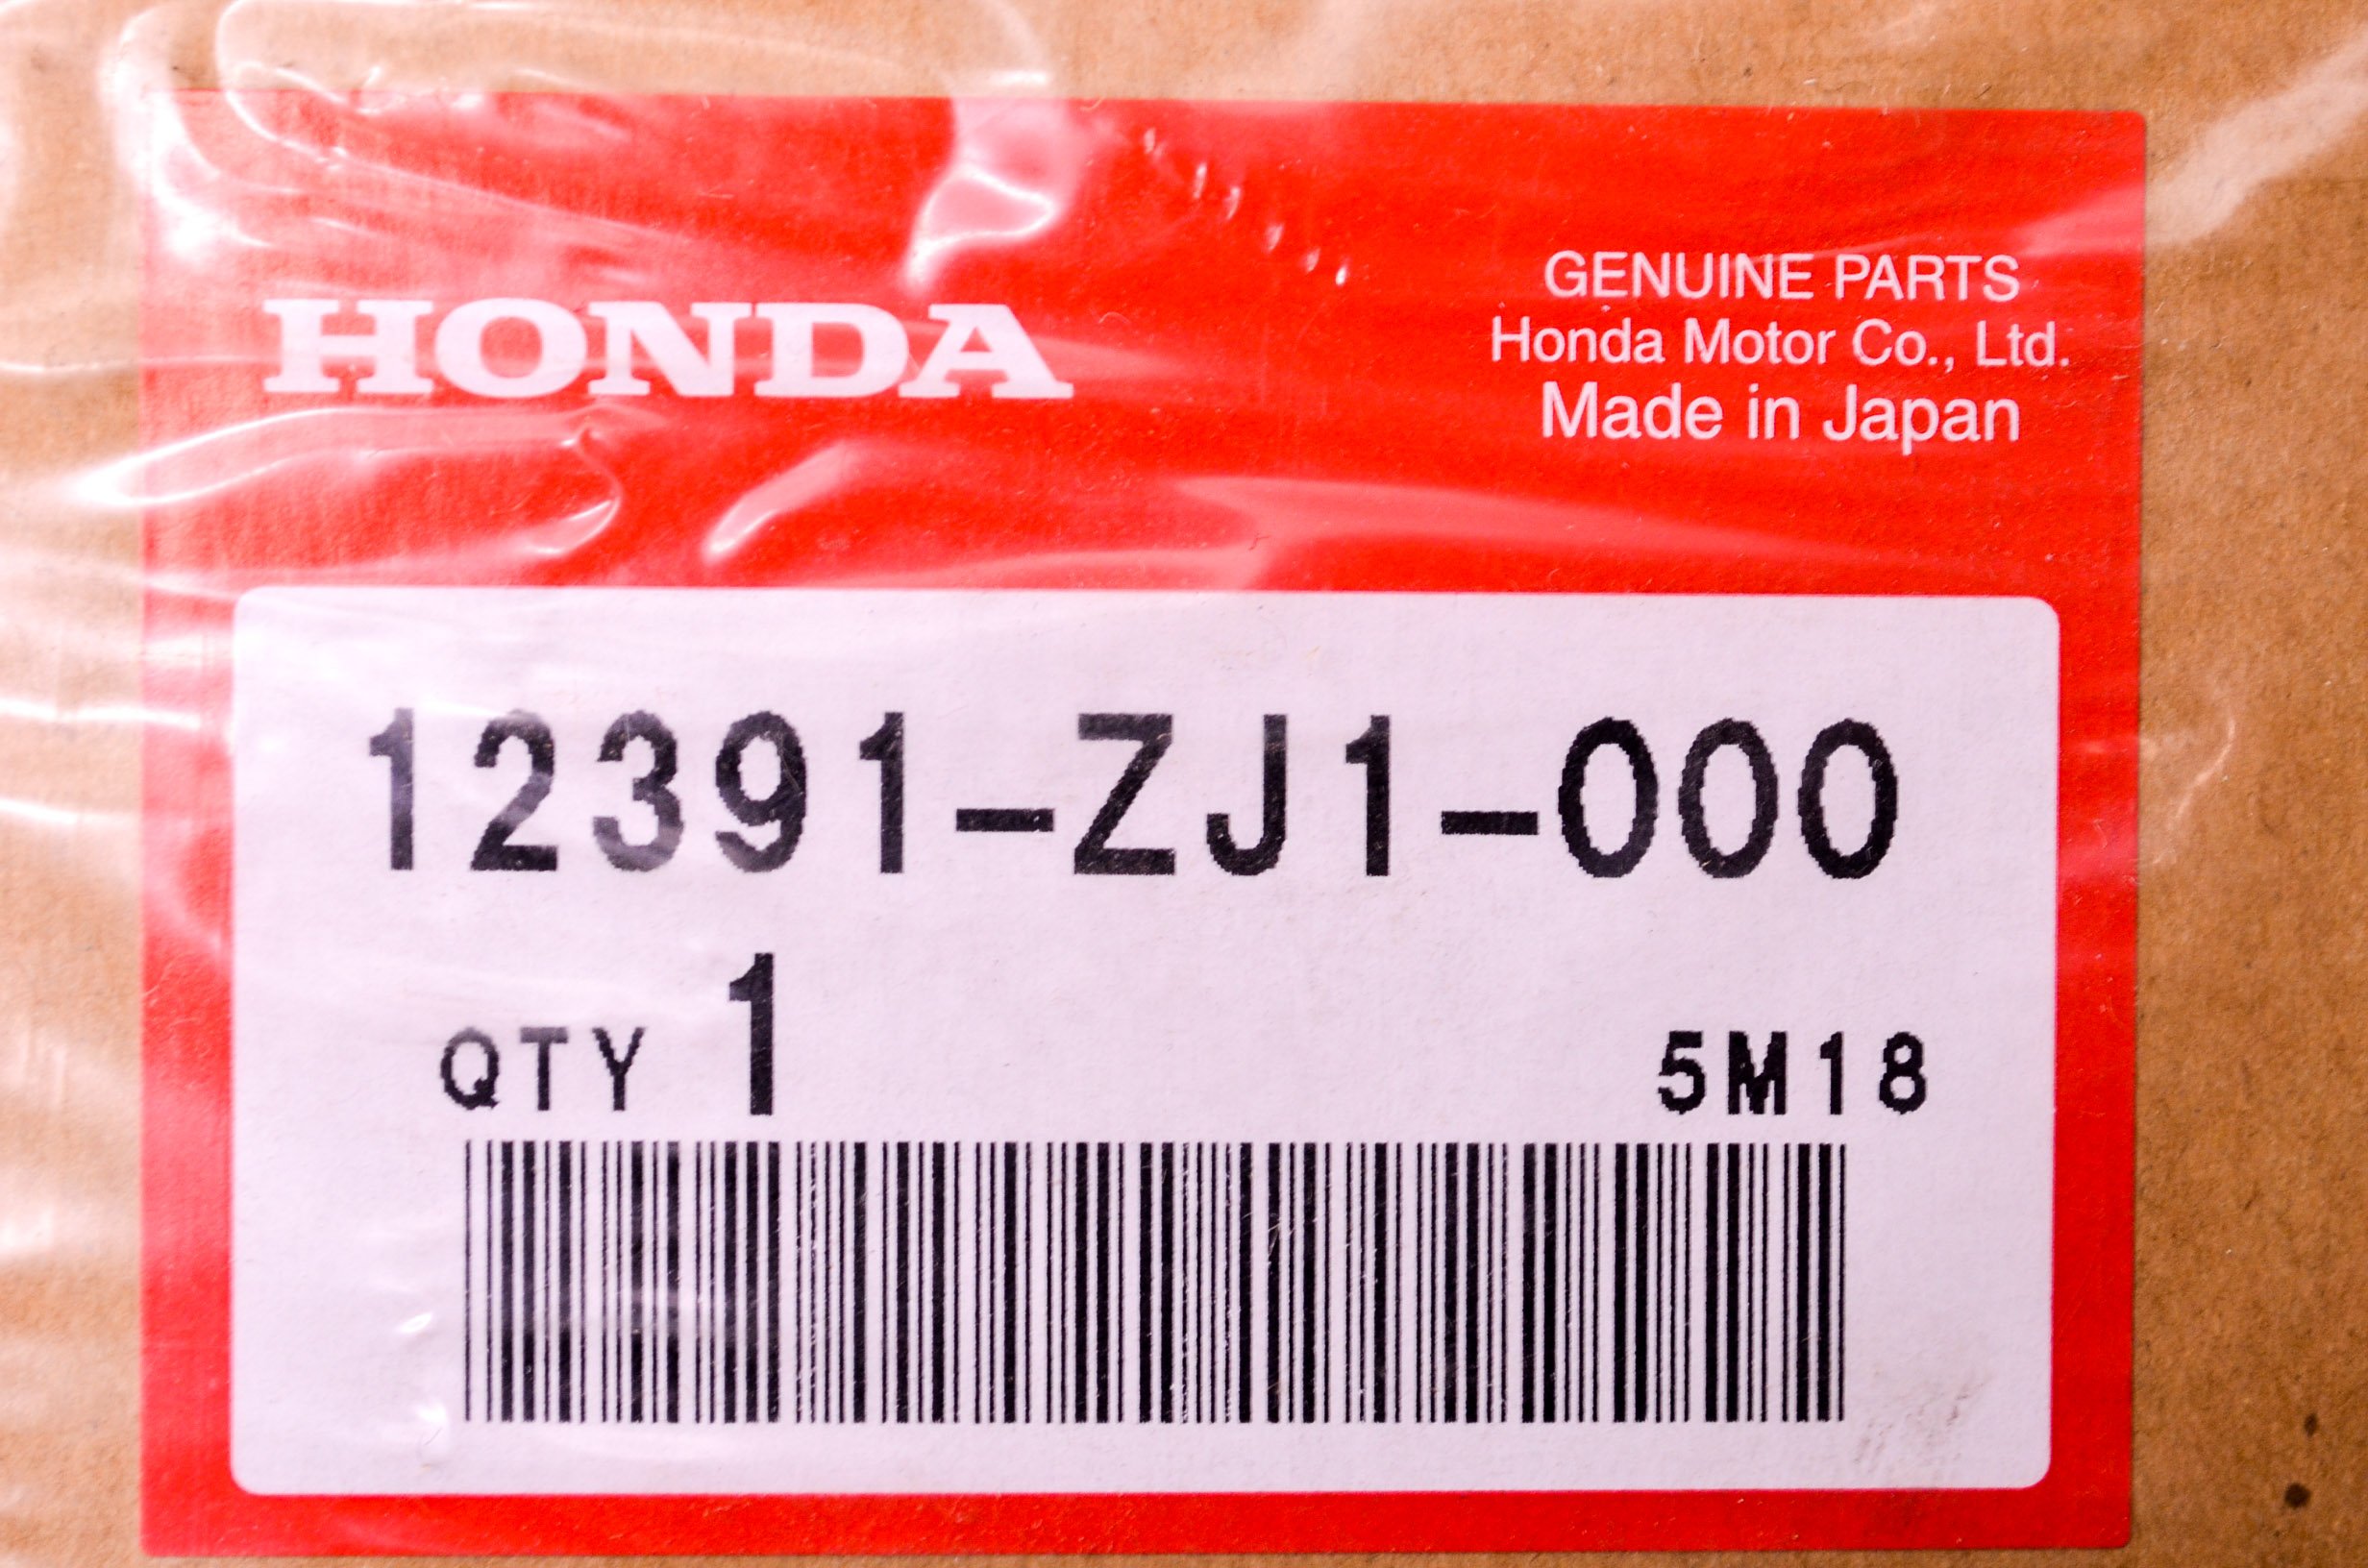 HONDA
GENUINE PARTS
Honda Motor Co., Ltd.
Made in Japan
12391-ZJ1-000
QTY 1
5M18